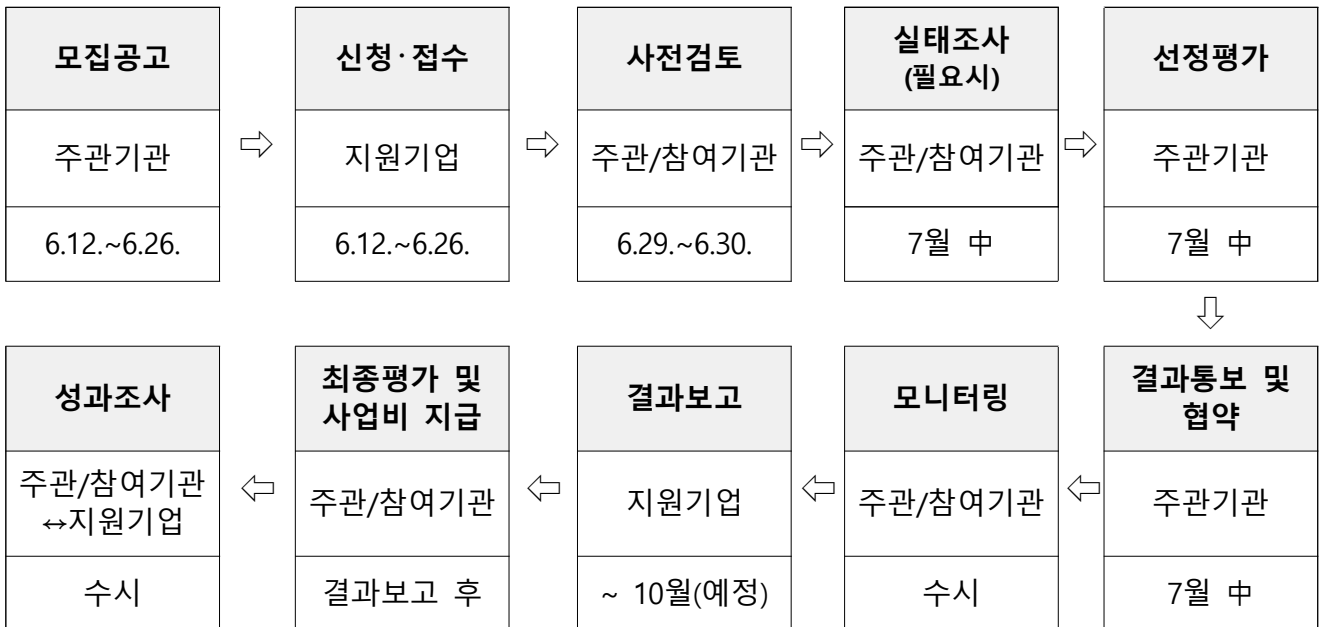 모집공고
주관기관
6.12.~6.26.
⇨
신청·접수
지원기업
6.12.~6.26.
⇨
사전검토
주관/참여기관
6.29.~6.30.
⇨
실태조사
(필요시)
주관/참여기관
7월 中
⇨
선정평가
주관기관
7월 中
⇩
결과통보 및
협약
주관기관
7월 中
⇦
모니터링
주관/참여기관
수시
⇦
결과보고
지원기업
~ 10월(예정)
⇦
최종평가 및
사업비 지급
주관/참여기관
결과보고 후
⇦
성과조사
주관/참여기관
↔지원기업
수시